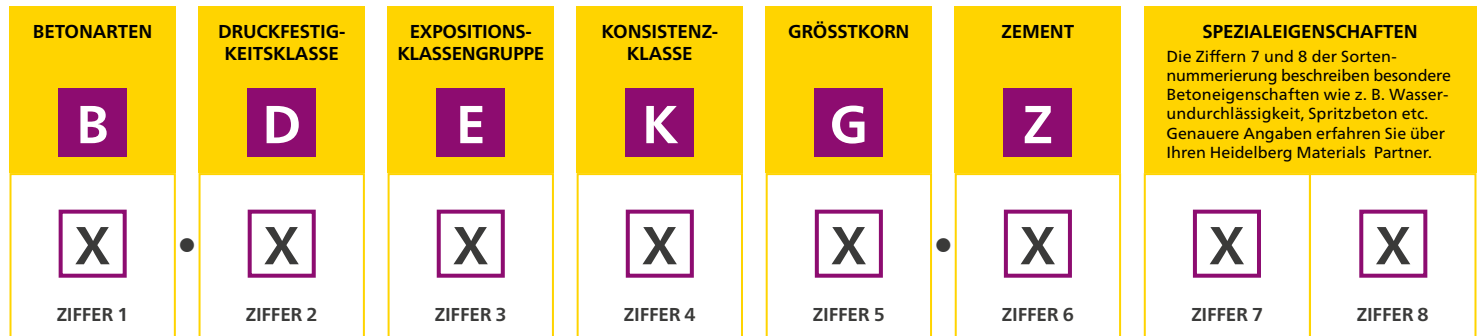 BETONARTEN
B
X
ZIFFER 1
•
DRUCKFESTIG-
KEITSKLASSE
D
X
ZIFFER 2
EXPOSITIONS-
KLASSENGRUPPE
E
X
ZIFFER 3
KONSISTENZ-
KLASSE
K
X
ZIFFER 4
GRÖSSTKORN
G
X
ZIFFER 5
•
ZEMENT
Z
X
ZIFFER 6
SPEZIALEIGENSCHAFTEN
Die Ziffern 7 und 8 der Sorten-
nummerierung beschreiben besondere
Betoneigenschaften wie z. B. Wasser-
undurchlässigkeit, Spritzbeton etc.
Genauere Angaben erfahren Sie über
Ihren Heidelberg Materials Partner.
X
ZIFFER 7
X
ZIFFER 8